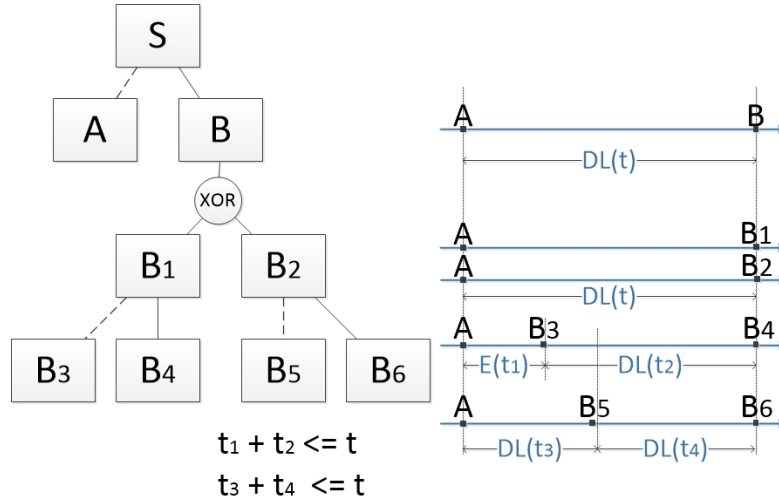 S
A B
XOR
B1 B2
B3 B4 B5 B6
t1 + t2 <= t
t3 + t4 <= t
A B
DL(t)
A B1
A B2
DL(t)
A B3 B4
E(t1) DL(t2)
A B5 B6
DL(t3) DL(t4)